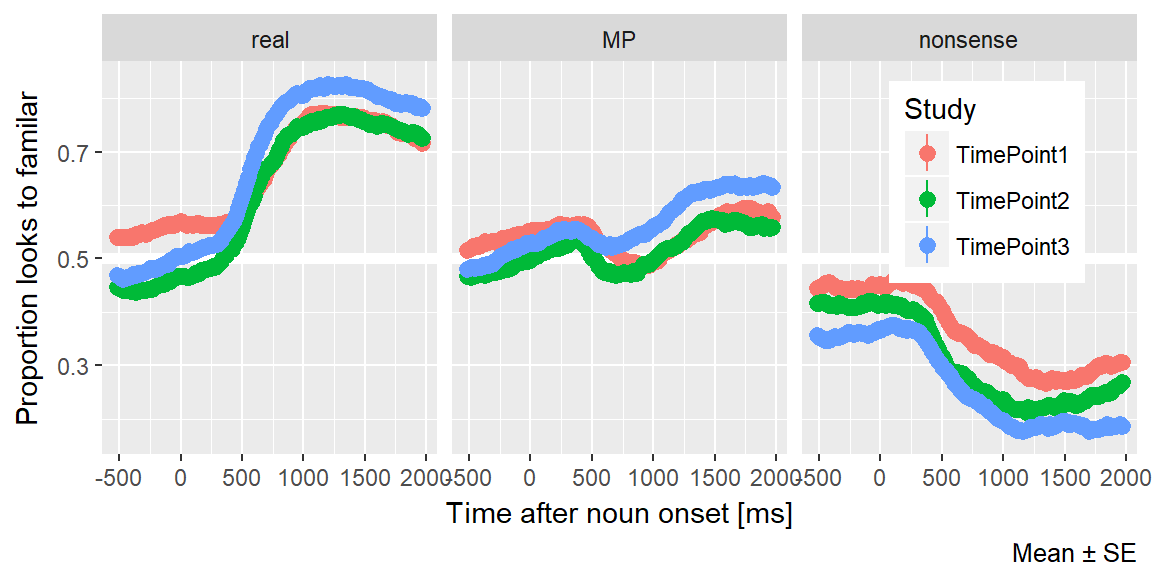 real
MP
nonsense
Proportion looks to familar
0.7
0.5
0.3
Study
TimePoint1
TimePoint2
TimePoint3
-500 0 500 1000 1500 2000
-500 0 500 1000 1500 2000
-500 0 500 1000 1500 2000
Time after noun onset [ms]
Mean ± SE